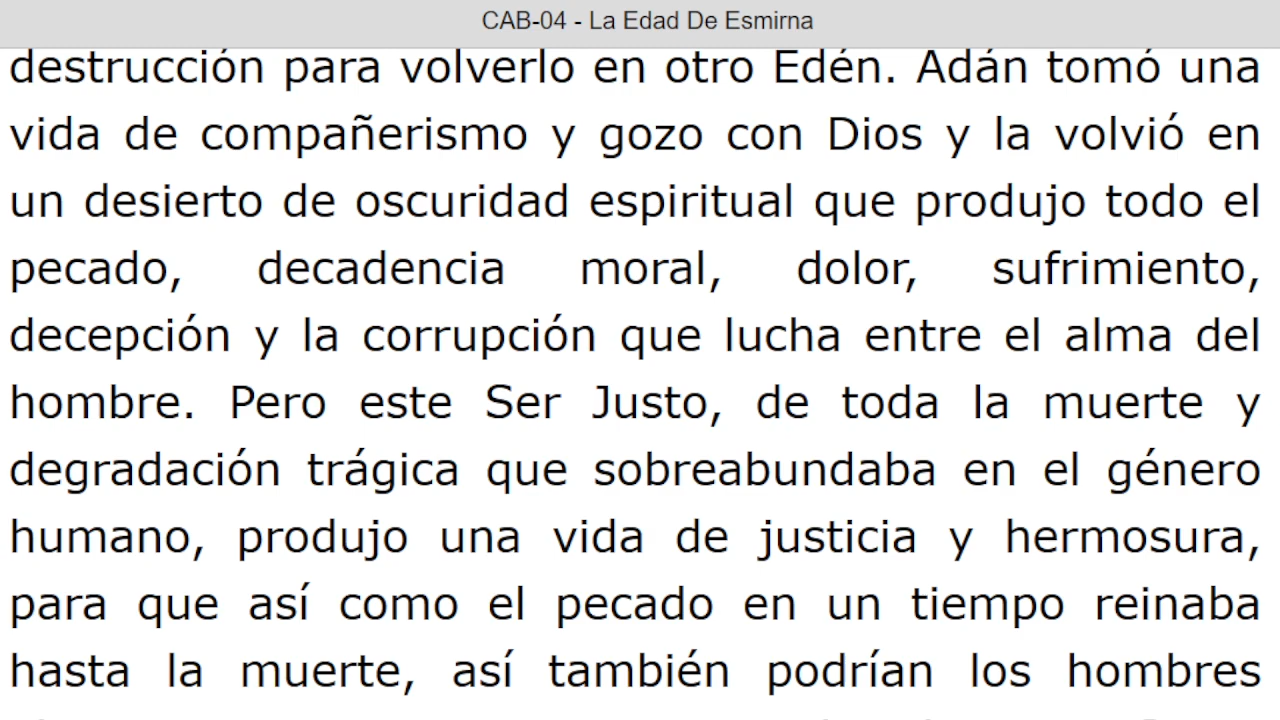 CAB-04 - La Edad De Esmirna
destrucción para volverlo en otro Edén. Adán tomó una
vida de compañerismo y gozo con Dios y la volvió en
un desierto de oscuridad espiritual que produjo todo el
pecado, decadencia moral, dolor, sufrimiento,
decepción y la corrupción que lucha entre el alma del
hombre. Pero este Ser Justo, de toda la muerte y
degradación trágica que sobreabundaba en el género
humano, produjo una vida de justicia y hermosura,
para que así como el pecado en un tiempo reinaba
hasta la muerte, así también podrían los hombres